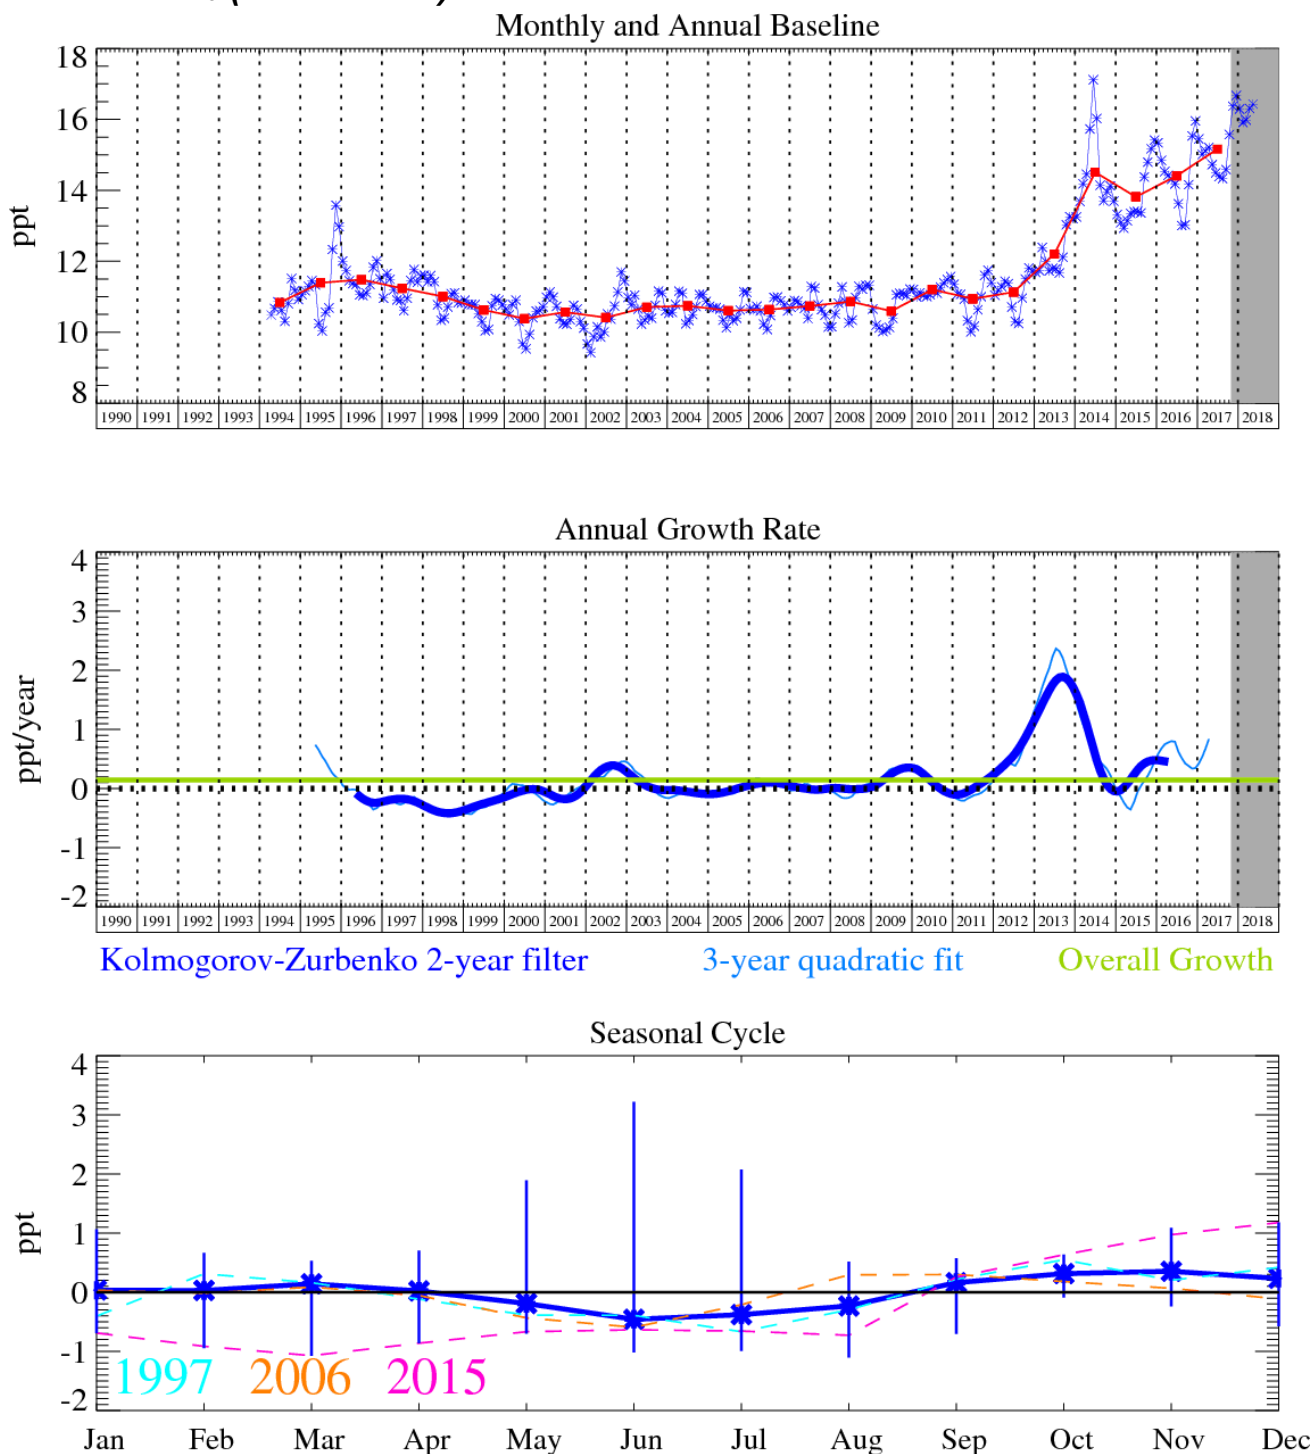 Monthly and Annual Baseline
18
16
14
12
10
8
ppt
1990 1991 1992 1993 1994 1995 1996 1997 1998 1999 2000 2001 2002 2003 2004 2005 2006 2007 2008 2009 2010 2011 2012 2013 2014 2015 2016 2017 2018
Annual Growth Rate
4
3
2
1
0
-1
-2
ppt/year
1990 1991 1992 1993 1994 1995 1996 1997 1998 1999 2000 2001 2002 2003 2004 2005 2006 2007 2008 2009 2010 2011 2012 2013 2014 2015 2016 2017 2018
Kolmogorov-Zurbenko 2-year filter 3-year quadratic fit Overall Growth
Seasonal Cycle
4
3
2
1
0
-1
-2
ppt
1997 2006 2015
Jan Feb Mar Apr May Jun Jul Aug Sep Oct Nov Dec